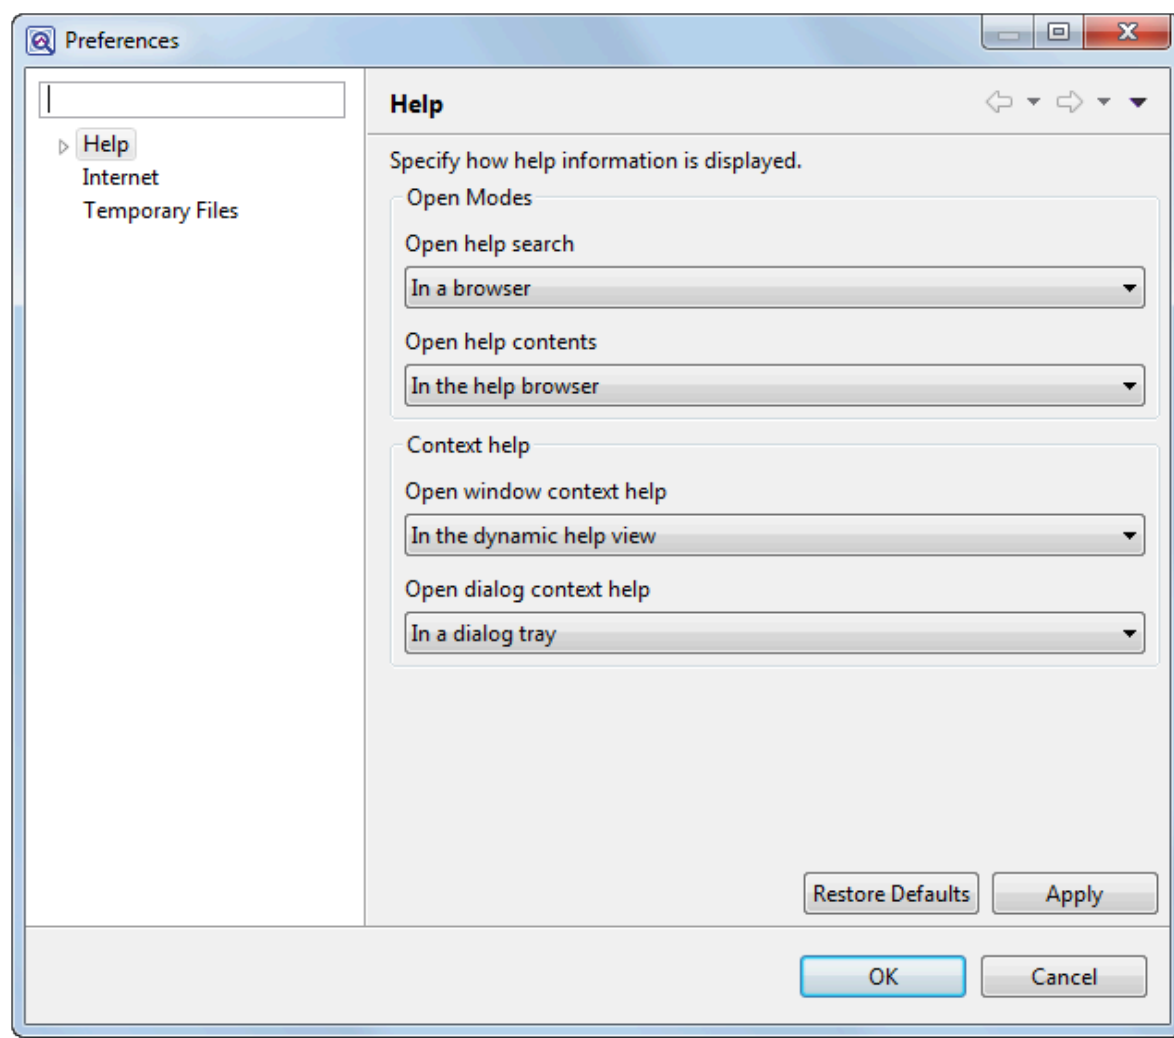 Preferences
Help
Help
Internet
Temporary Files
Specify how help information is displayed.
Open Modes
Open help search
In a browser
Open help contents
In the help browser
Context help
Open window context help
In the dynamic help view
Open dialog context help
In a dialog tray
Restore Defaults Apply
OK Cancel